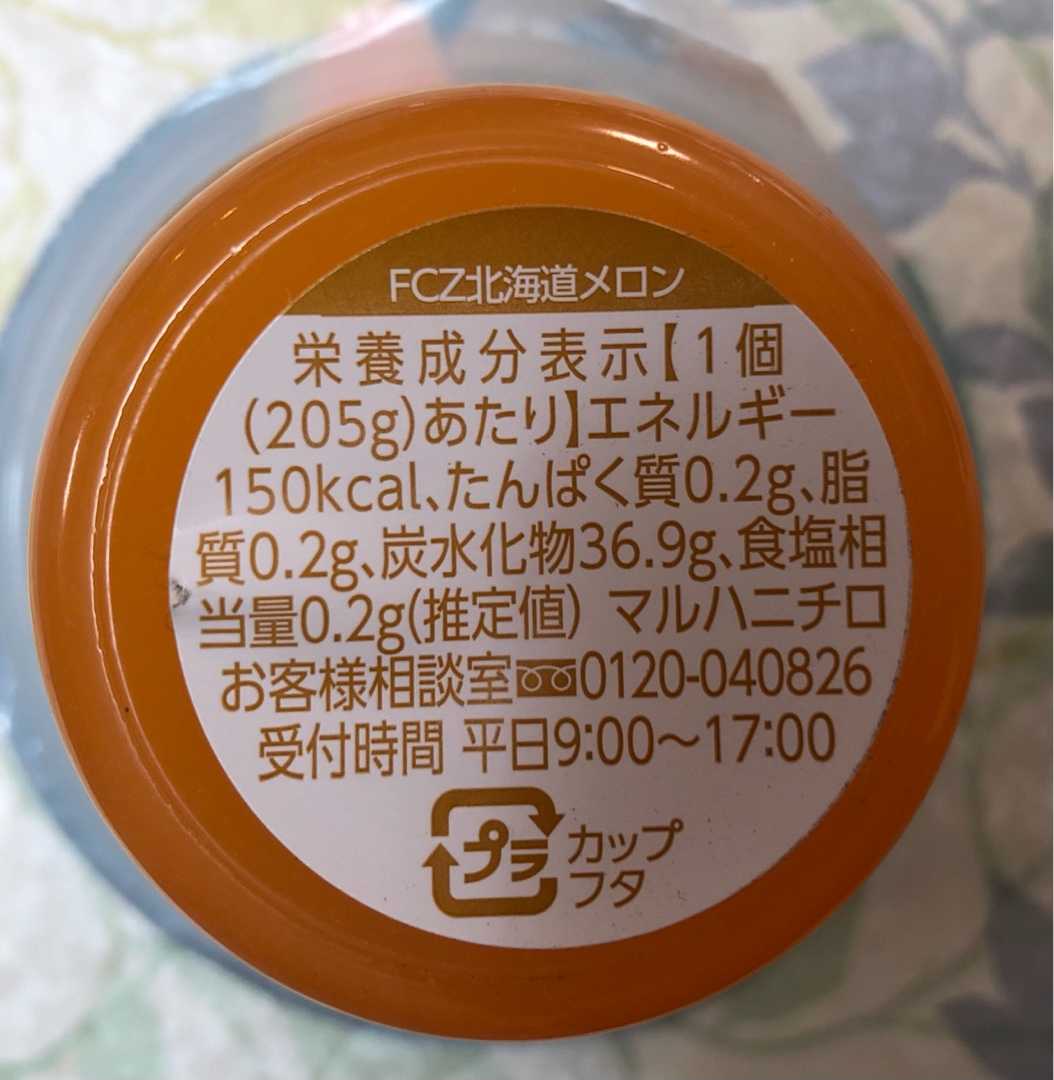 FCZ北海道メロン
栄養成分表示【1個
(205g)あたり】エネルギー
150kcal、たんぱく質0.2g、脂
質0.2g、炭水化物36.9g、食塩相
当量0.2g(推定値) マルハニチロ
お客様相談室0120-040826
受付時間 平日9:00〜17:00
プラ
カップ
フタ